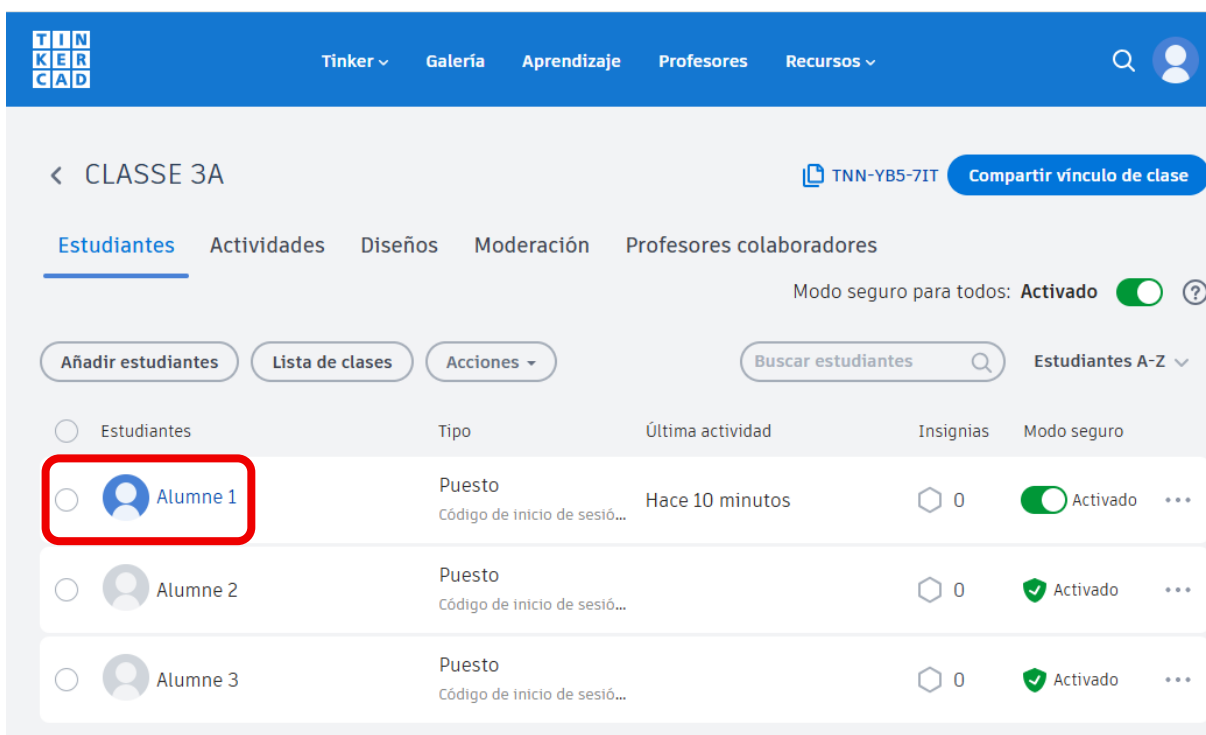 TIN
KER
CAD
Tinker Galería Aprendizaje Profesores Recursos
< CLASSE 3A TNN-YB5-7IT Compartir vínculo de clase
Estudiantes Actividades Diseños Moderación Profesores colaboradores
Modo seguro para todos: Activado ?
Añadir estudiantes Lista de clases Acciones Buscar estudiantes Estudiantes A-Z
Estudiantes Tipo Última actividad Insignias Modo seguro
Alumne 1 Puesto Hace 10 minutos 0 Activado ...
Código de inicio de sesió...
Alumne 2 Puesto 0 Activado ...
Código de inicio de sesió...
Alumne 3 Puesto 0 Activado ...
Código de inicio de sesió...